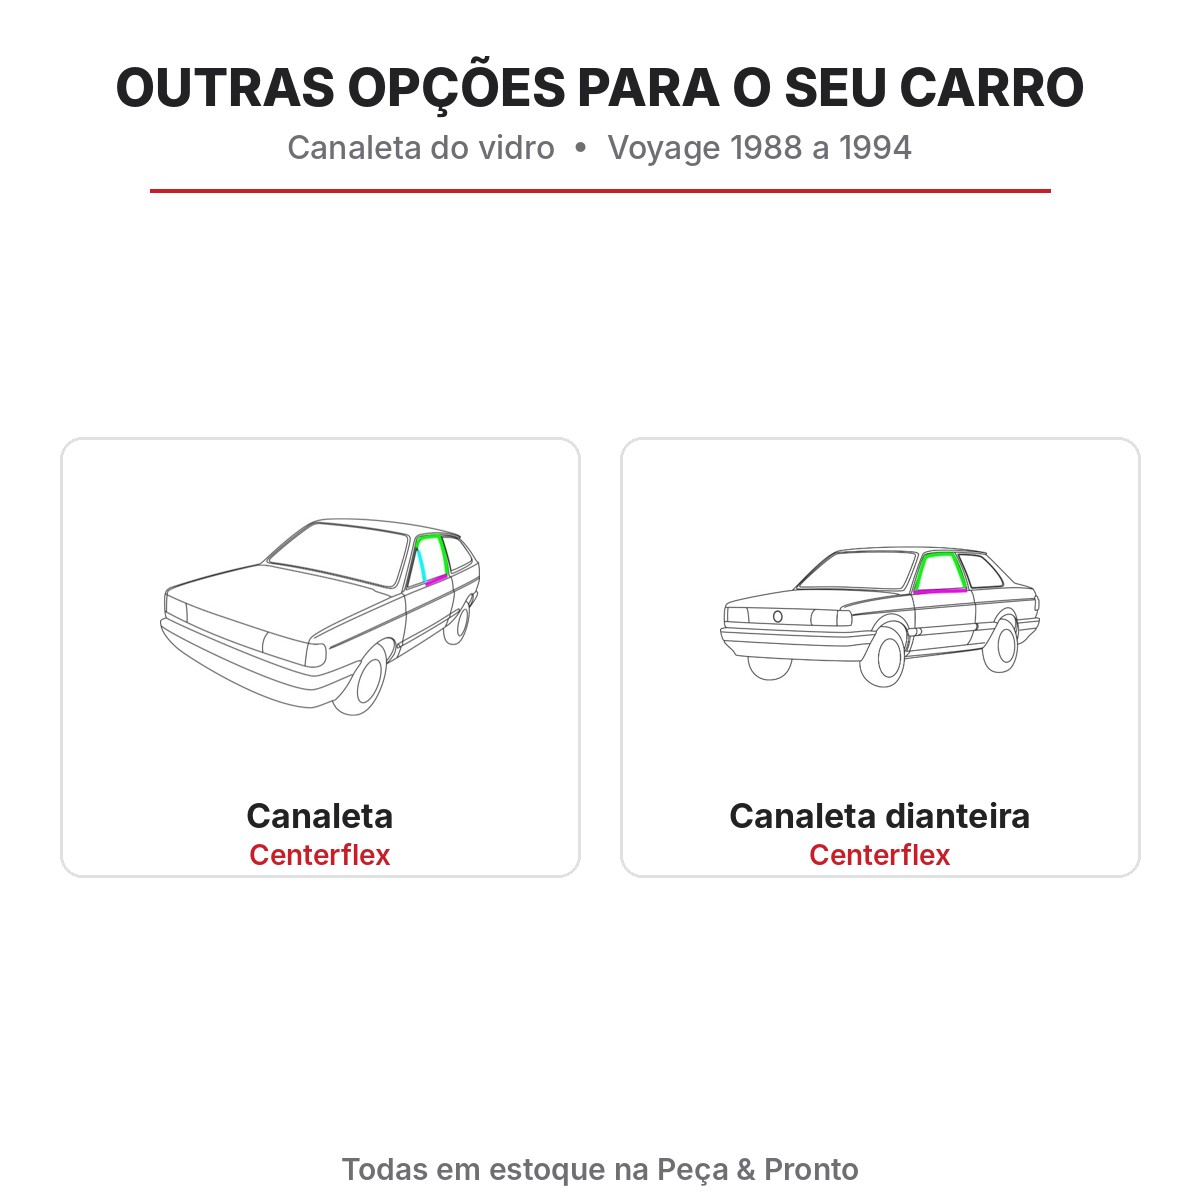 OUTRAS OPÇÕES PARA O SEU CARRO
Canaleta do vidro • Voyage 1988 a 1994
Canaleta
Centerflex
Canaleta dianteira
Centerflex
Todas em estoque na Peça & Pronto